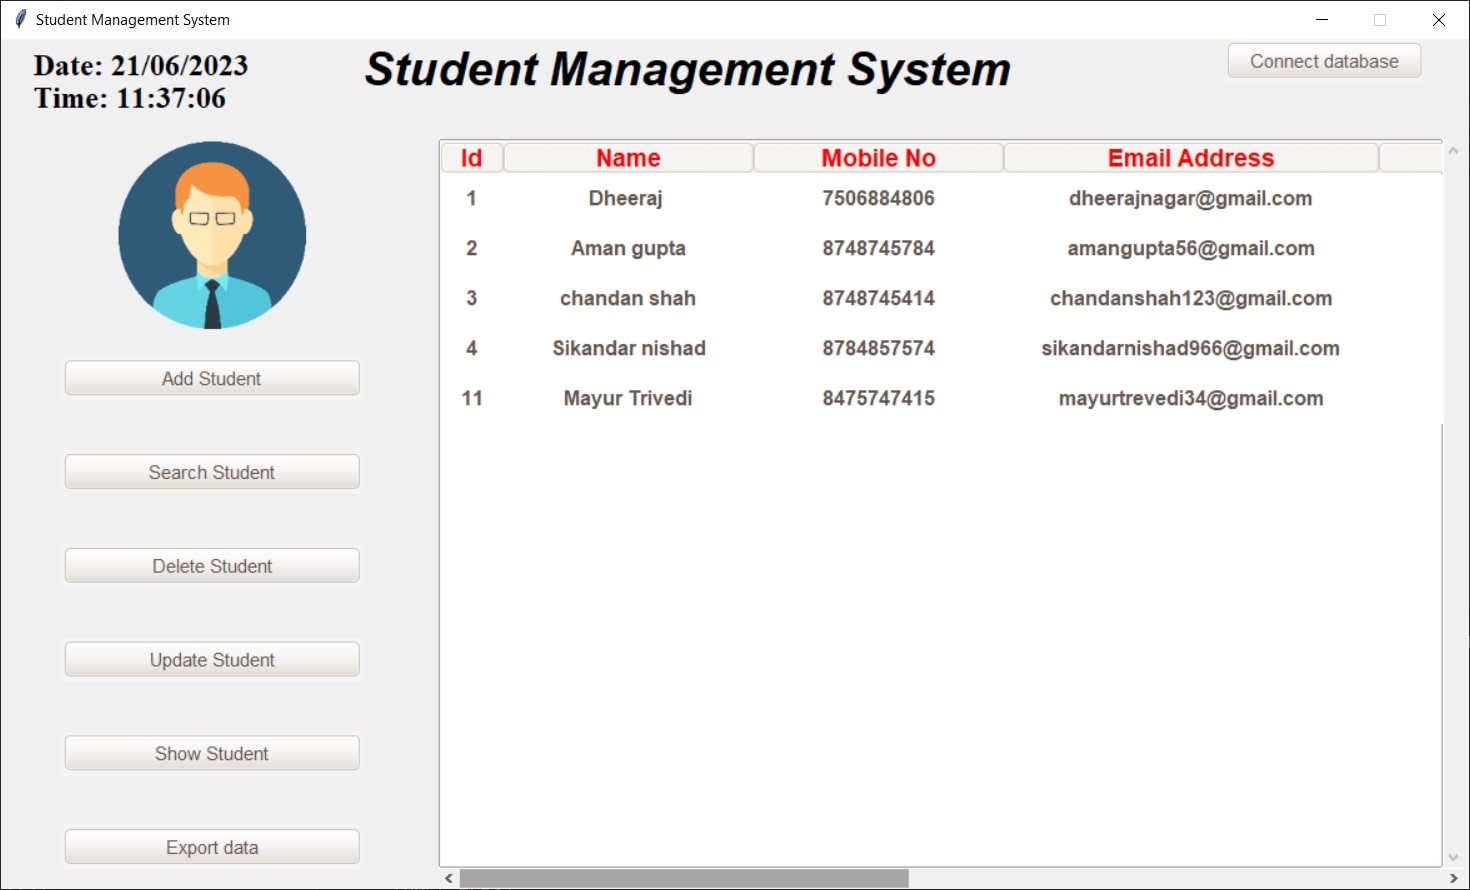 Student Management System
Date: 21/06/2023
Time: 11:37:06
Student Management System
Connect database
Id Name Mobile No Email Address
1 Dheeraj 7506884806 dheerajnagar@gmail.com
2 Aman gupta 8748745784 amangupta56@gmail.com
3 chandan shah 8748745414 chandanshah123@gmail.com
4 Sikandar nishad 8784857574 sikandarnishad966@gmail.com
11 Mayur Trivedi 8475747415 mayurtrevedi34@gmail.com
Add Student
Search Student
Delete Student
Update Student
Show Student
Export data